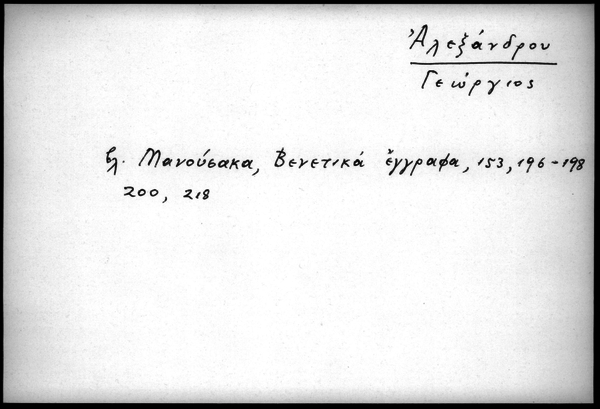 Ἀλεξάνδρου
Γεώργιος
βλ. Μανούσακα, Βενετικά ἔγγραφα, 153, 196-198
200, 218